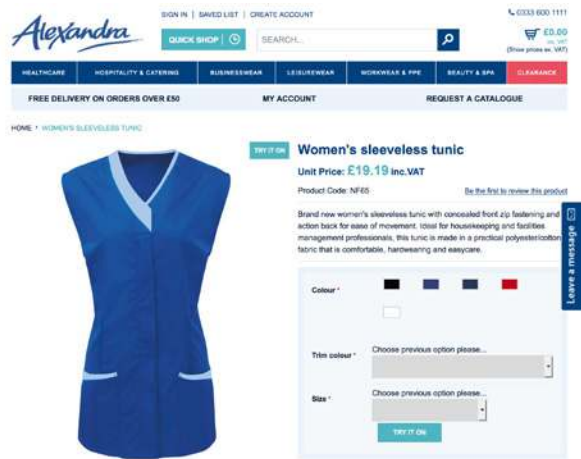 SIGN IN | SAVED LIST | CREATE ACCOUNT
0333 600 1111
Alexandra
QUICK SHOP
SEARCH...
£0.00
inc. VAT
(Show prices ex. VAT)
HEALTHCARE
HOSPITALITY & CATERING
BUSINESSWEAR
LEISUREWEAR
WORKWEAR & PPE
BEAUTY & SPA
CLEARANCE
FREE DELIVERY ON ORDERS OVER £50
MY ACCOUNT
REQUEST A CATALOGUE
HOME › WOMEN'S SLEEVELESS TUNIC
TRY IT ON
Women's sleeveless tunic
Unit Price: £19.19 inc.VAT
Product Code: NF65
Be the first to review this product
Brand new women's sleeveless tunic with concealed front zip fastening and
action back for ease of movement. Ideal for housekeeping and facilities
management professionals, this tunic is made in a practical polyester/cotton
fabric that is comfortable, hardwearing and easycare.
Leave a message
Colour *
Trim colour *
Choose previous option please...
Size *
Choose previous option please...
TRY IT ON